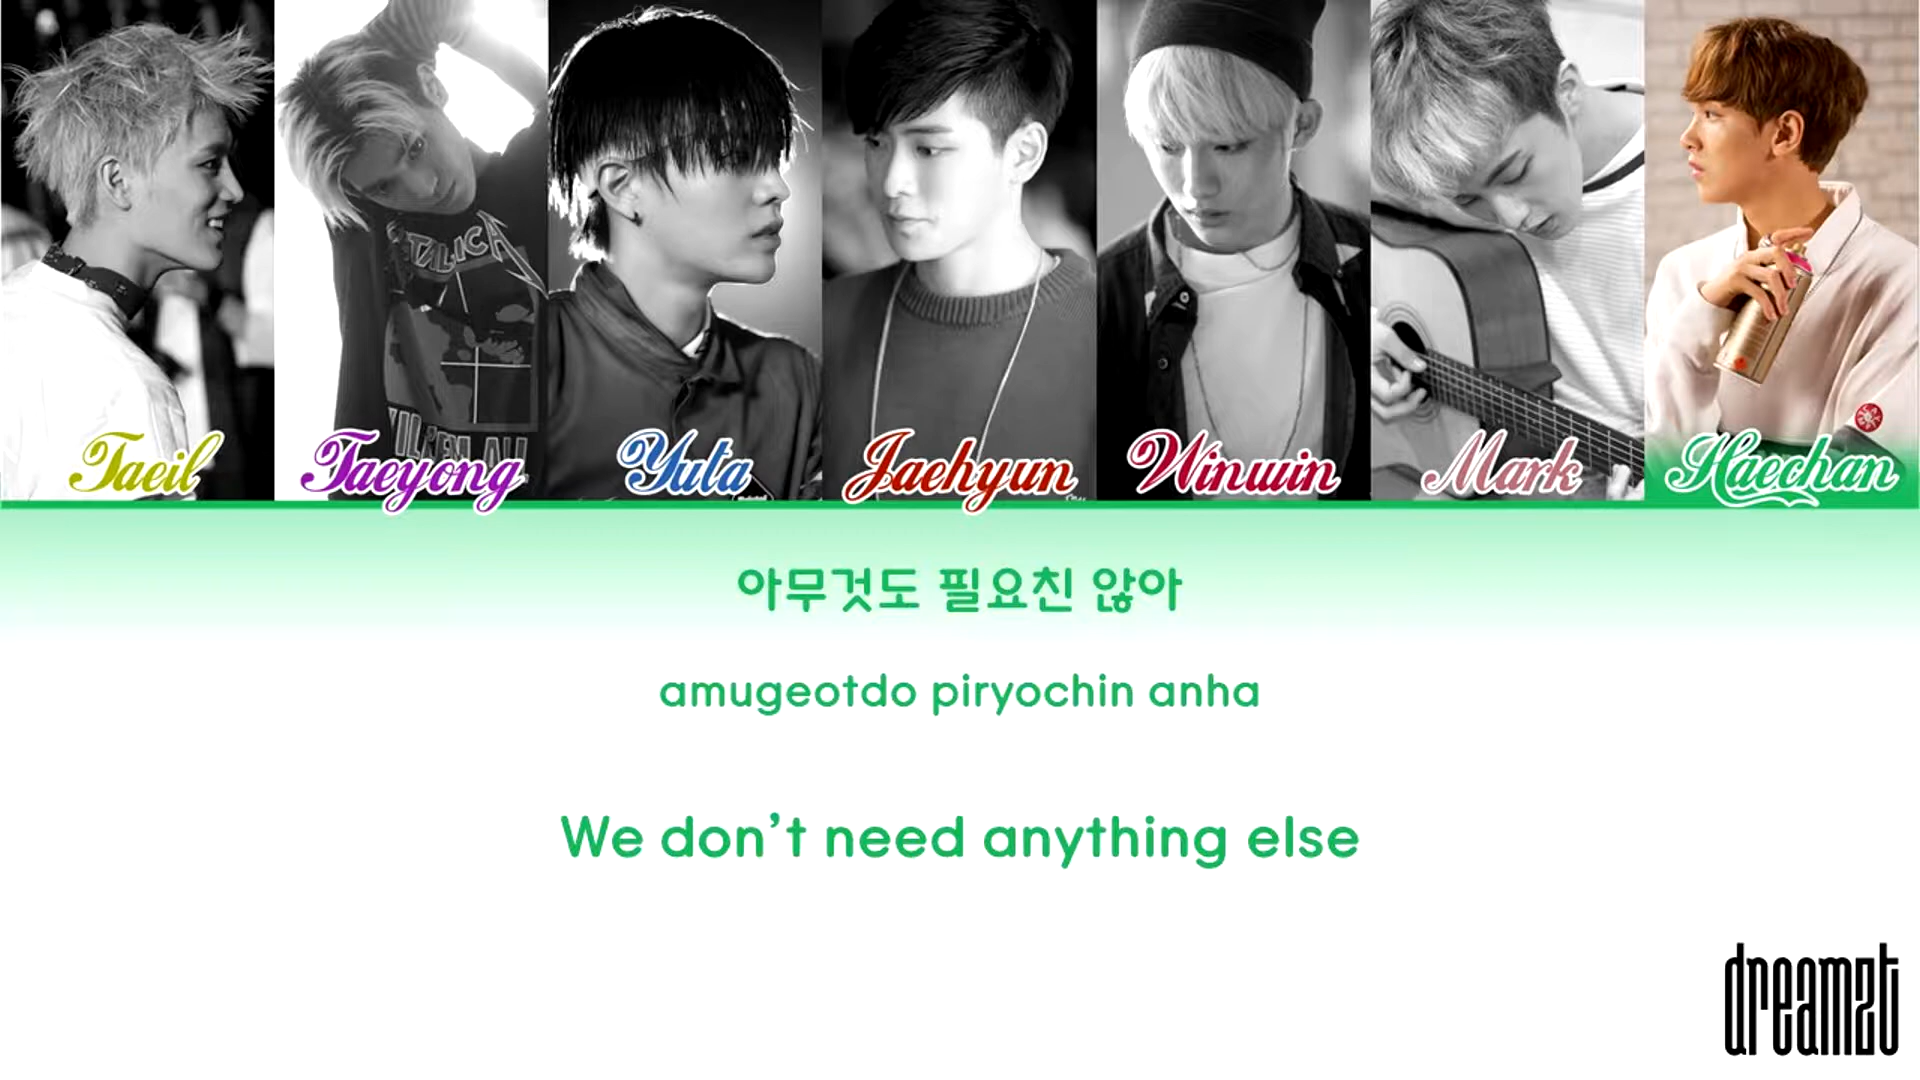 TALLICA
Taeil Taeyong Yuta Jaehyun Winwin Mark Haechan
아무것도 필요친 않아
amugeotdo piryochin anha
We don't need anything else
dreamzt